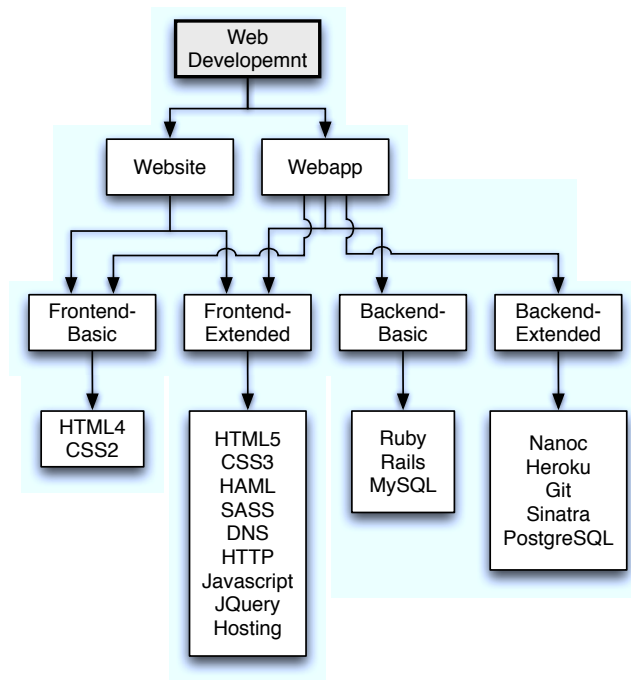 Web
Developemnt
Website
Webapp
Frontend-
Basic
Frontend-
Extended
Backend-
Basic
Backend-
Extended
HTML4
CSS2
HTML5
CSS3
HAML
SASS
DNS
HTTP
Javascript
JQuery
Hosting
Ruby
Rails
MySQL
Nanoc
Heroku
Git
Sinatra
PostgreSQL